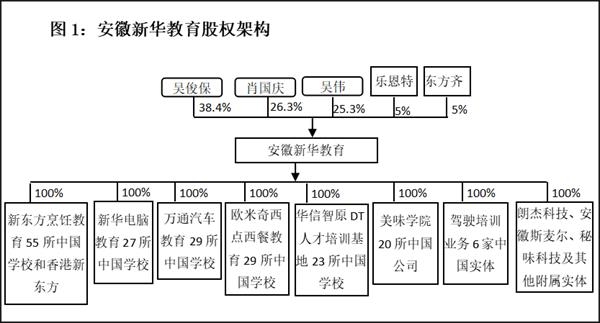 图 1：安徽新华教育股权架构
吴俊保
肖国庆
吴伟
乐恩特
东方齐
38.4%
26.3%
25.3%
5%
5%
安徽新华教育
100%
100%
100%
100%
100%
100%
100%
100%
新东方烹饪教
育 55 所中国
学校和香港新
东方
新华电脑
教育 27 所
中国学校
万通汽车
教育 29 所
中国学校
欧米奇西
点西餐教
育 29 所中
国学校
华信智原 DT
人才培训基
地 23 所中国
学校
美味学院
20 所中国
公司
驾驶培训
业务 6 家中
国实体
朗杰科技、安
徽斯麦尔、秘
味科技及其
他附属实体